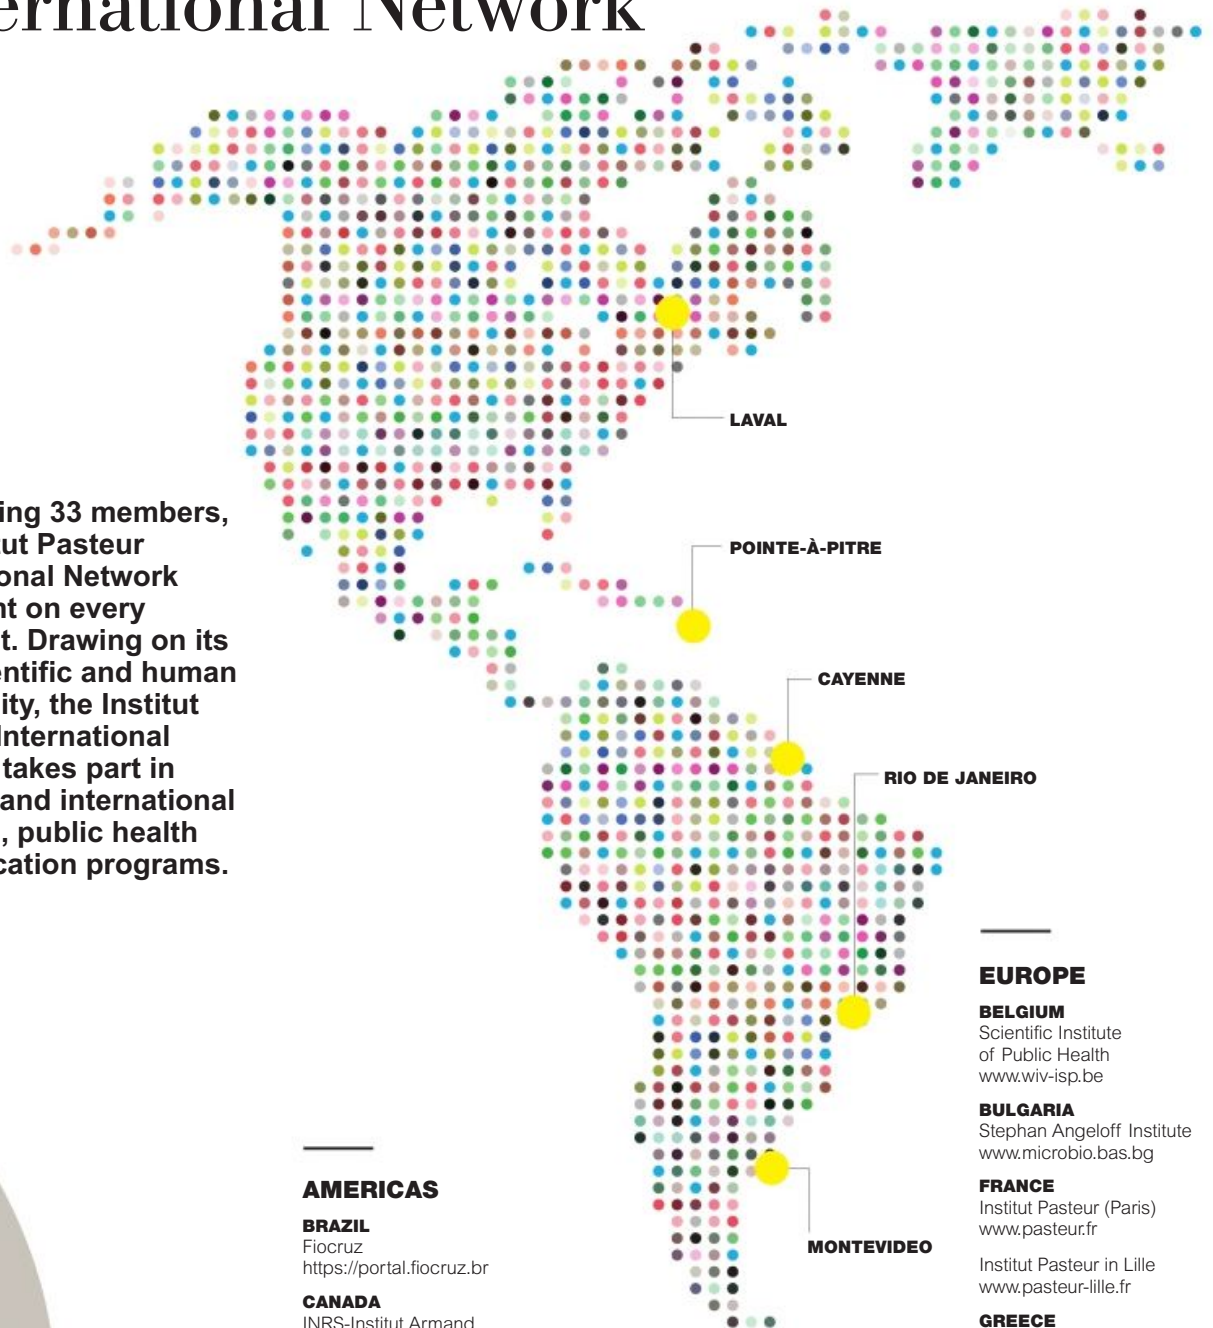 ernational Network
ing 33 members,
tut Pasteur
onal Network
nt on every
t. Drawing on its
entific and human
ity, the Institut
International
takes part in
and international
, public health
cation programs.
LAVAL
POINTE-À-PITRE
CAYENNE
RIO DE JANEIRO
MONTEVIDEO
AMERICAS
BRAZIL
Fiocruz
https://portal.fiocruz.br
CANADA
INRS-Institut Armand
EUROPE
BELGIUM
Scientific Institute
of Public Health
www.wiv-isp.be
BULGARIA
Stephan Angeloff Institute
www.microbio.bas.bg
FRANCE
Institut Pasteur (Paris)
www.pasteur.fr
Institut Pasteur in Lille
www.pasteur-lille.fr
GREECE